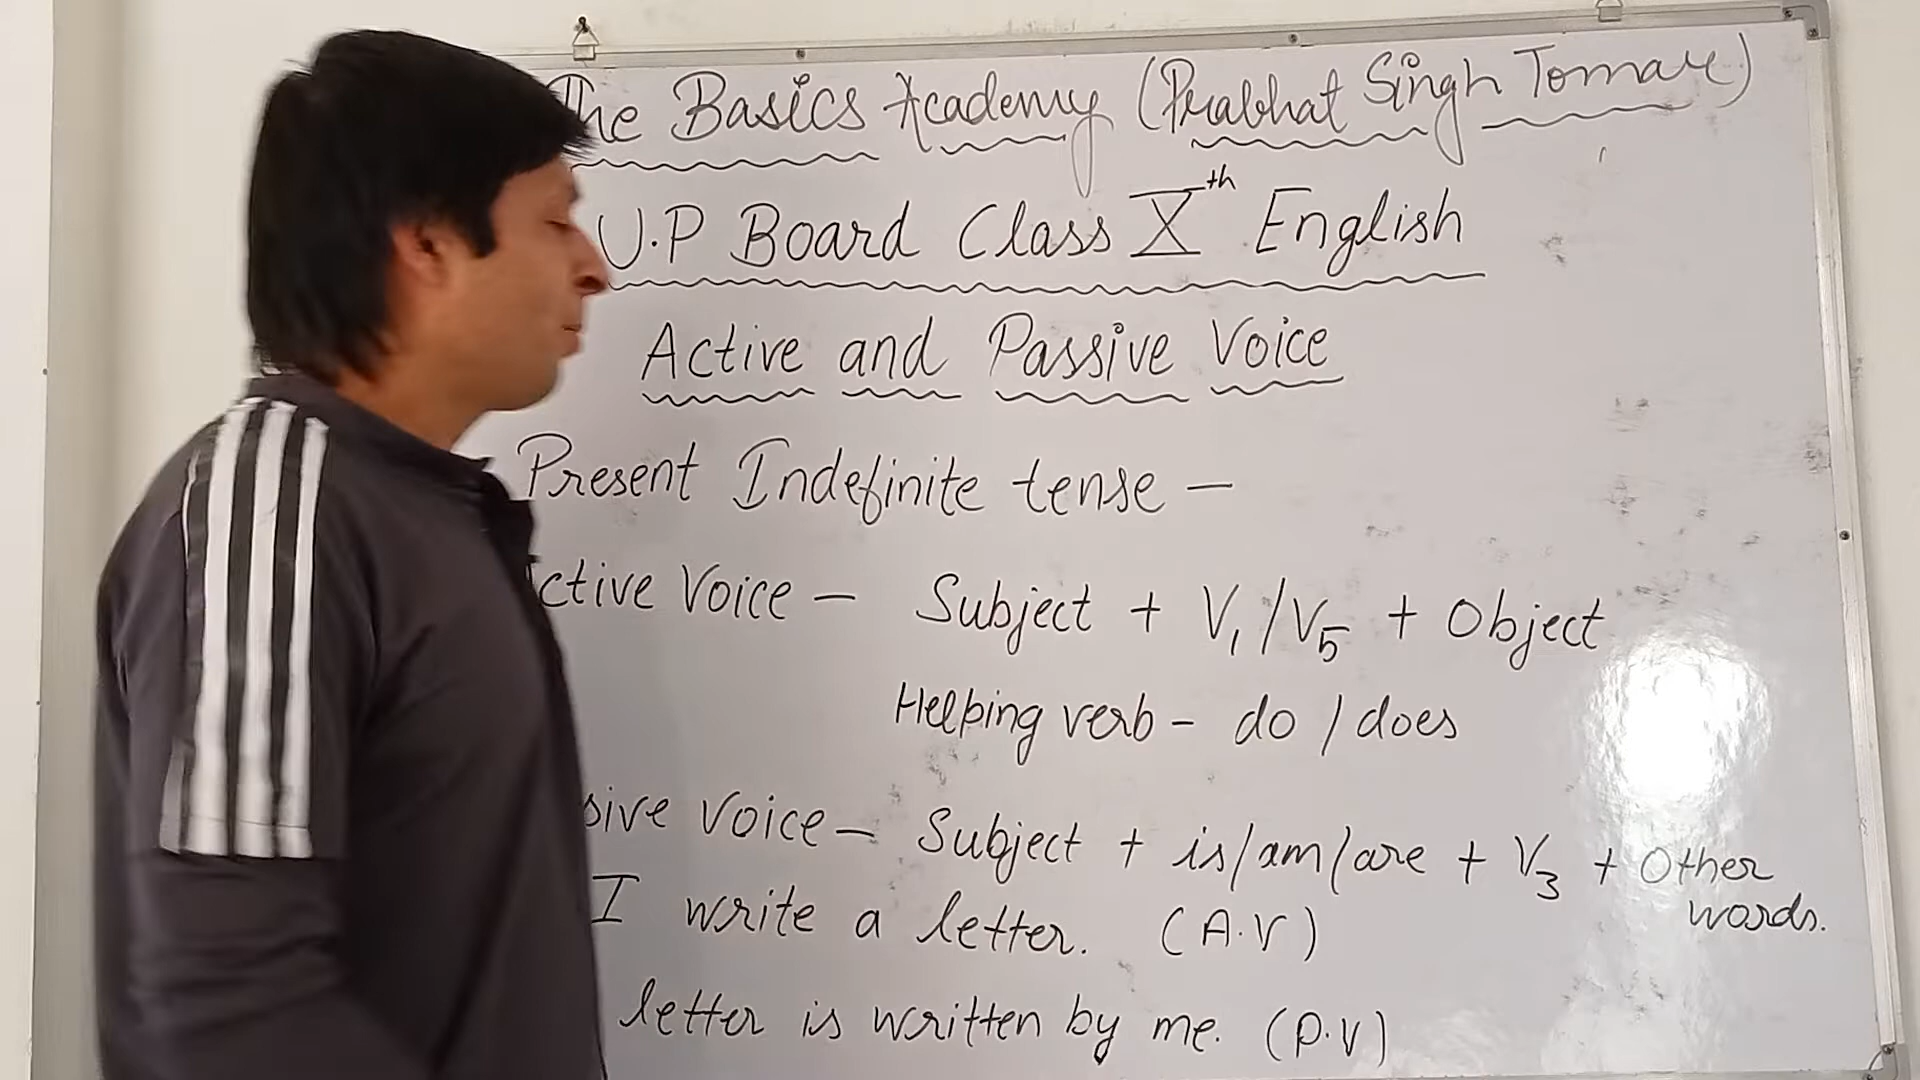 The Basics Academy (Prabhat Singh Tomar)
U.P Board Class Xth English
Active and Passive Voice
Present Indefinite tense -
ctive Voice - Subject + V1/V5 + Object
Helping verb - do / does
sive Voice - Subject + is/am/are + V3 + Other words.
I write a letter. (A.V)
letter is written by me. (P.V)